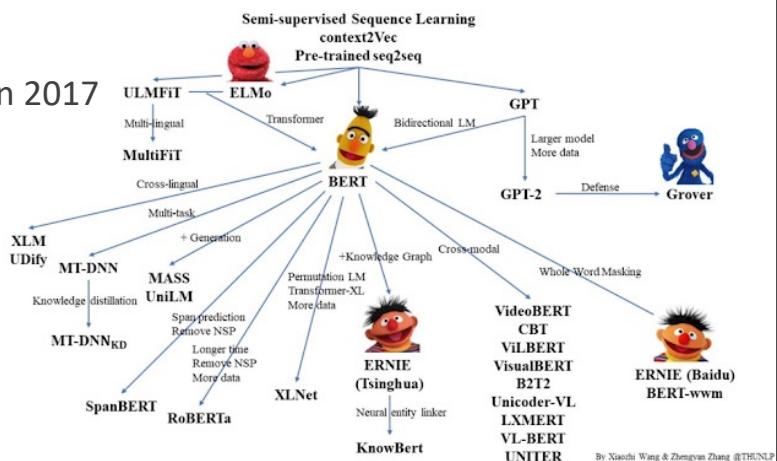 Semi-supervised Sequence Learning
context2Vec
Pre-trained seq2seq
n 2017
ULMFiT
ELMo
GPT
Multi-lingual
Transformer
Bidirectional LM
Larger model
More data
MultiFiT
BERT
GPT-2
Defense
Grover
Cross-lingual
Multi-task
+ Generation
+Knowledge Graph
Cross-modal
Whole Word Masking
XLM
UDify
MT-DNN
MASS
UniLM
Permutation LM
Transformer-XL
More data
Knowledge distillation
Span prediction
Remove NSP
MT-DNNKD
Longer time
Remove NSP
More data
ERNIE
(Tsinghua)
VideoBERT
CBT
ViLBERT
VisualBERT
B2T2
Unicoder-VL
LXMERT
VL-BERT
UNITER
ERNIE (Baidu)
BERT-wwm
SpanBERT
RoBERTa
XLNet
Neural entity linker
KnowBert
By Xiaozhi Wang & Zhengyan Zhang @THUNLP